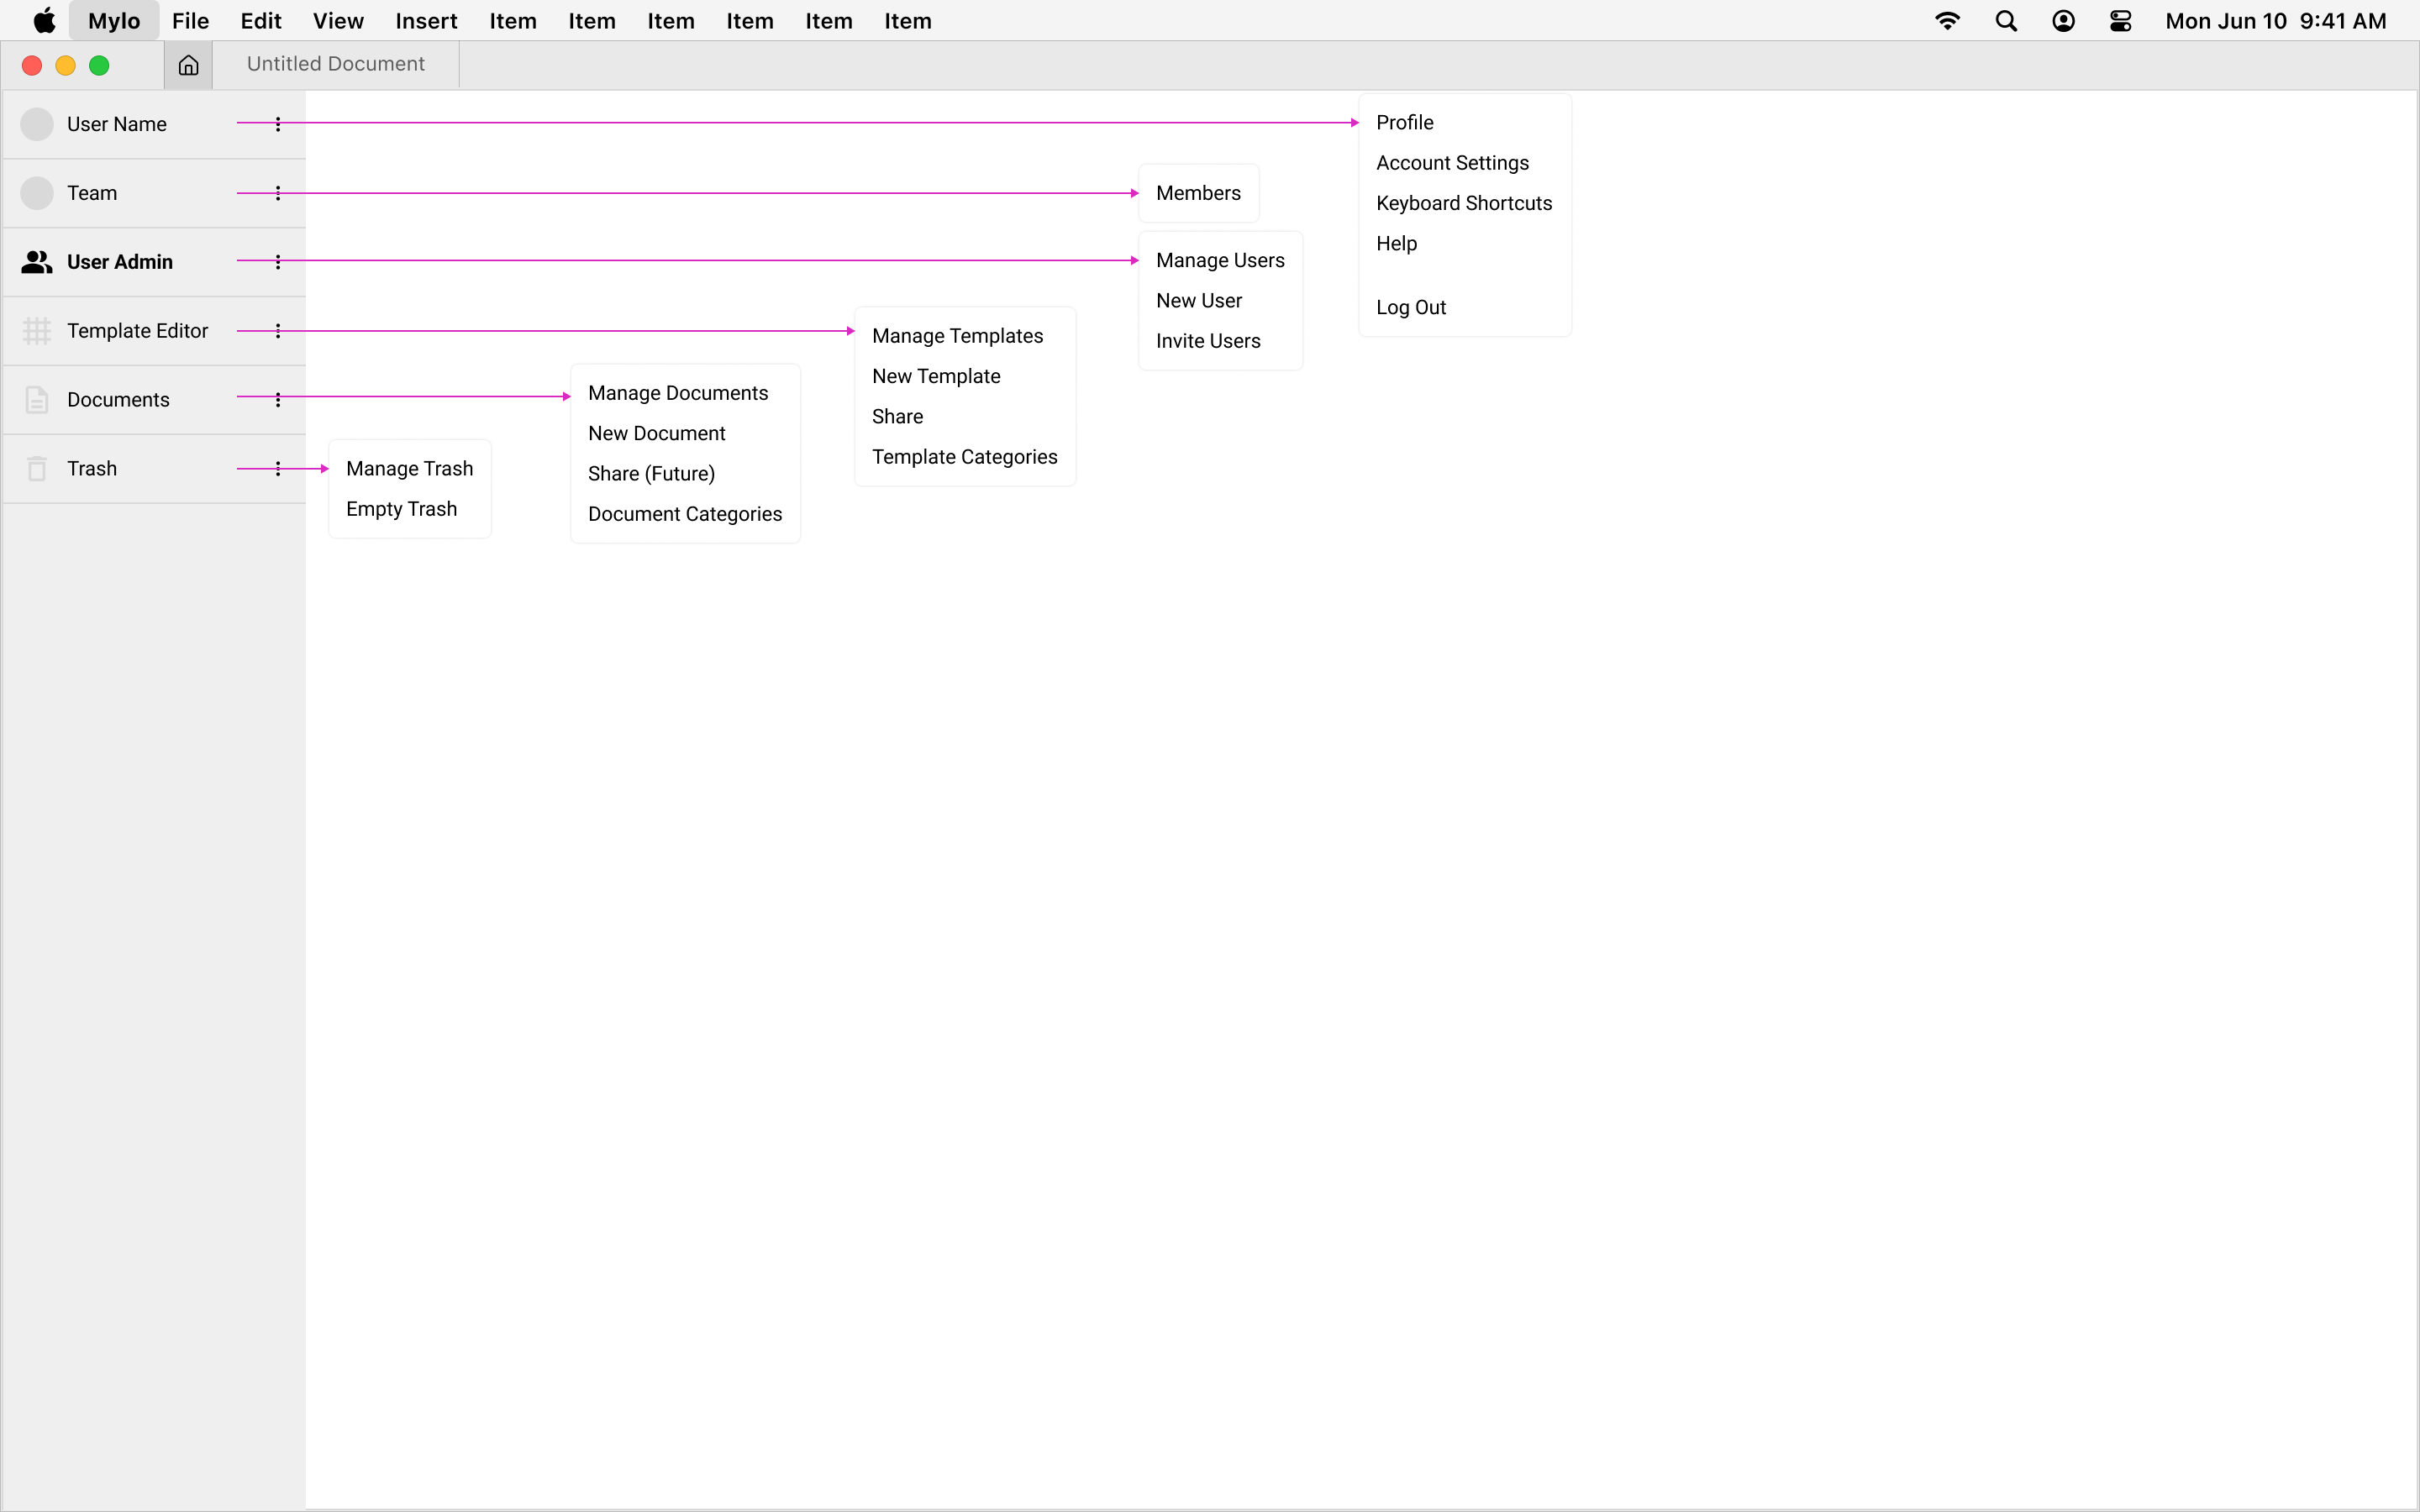 Mylo File Edit View Insert Item Item Item Item Item Item Mon Jun 10 9:41 AM
Untitled Document
User Name
Team
User Admin
Template Editor
Documents
Trash
Manage Trash
Empty Trash
Manage Documents
New Document
Share (Future)
Document Categories
Manage Templates
New Template
Share
Template Categories
Members
Manage Users
New User
Invite Users
Profile
Account Settings
Keyboard Shortcuts
Help
Log Out